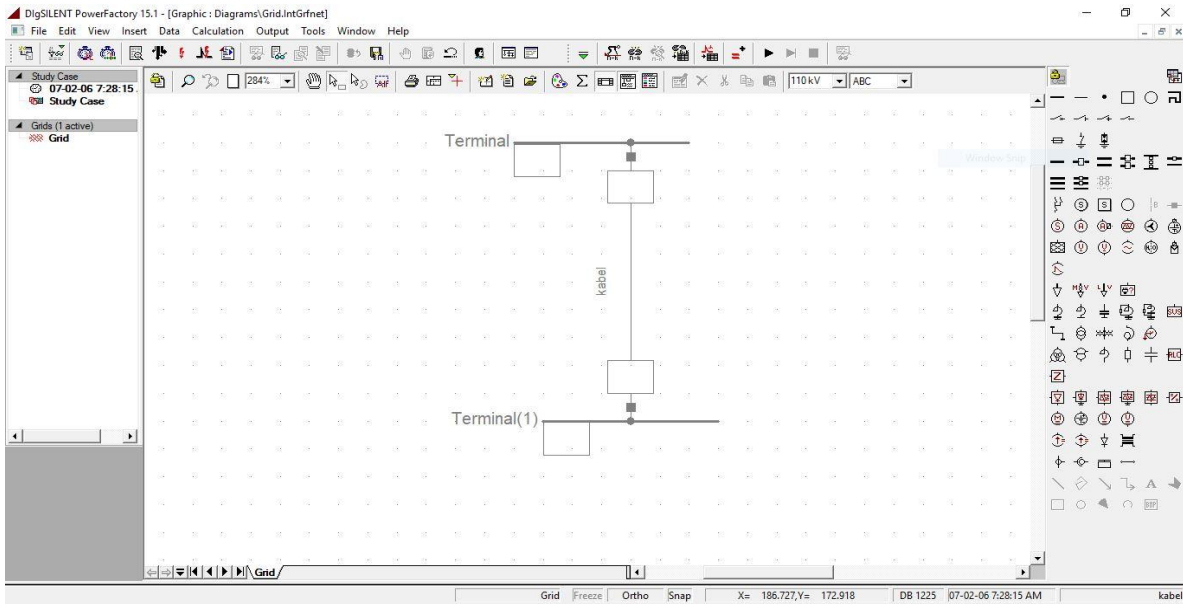 DIgSILENT PowerFactory 15.1 - [Graphic : Diagrams\Grid.IntGrfnet]
File Edit View Insert Data Calculation Output Tools Window Help
Study Case
07-02-06 7:28:15
Study Case
Grids (1 active)
Grid
284%
110 kV
ABC
Window Snip
Terminal
kabel
Terminal(1)
Grid
Grid Freeze Ortho Snap X= 186.727,Y= 172.918 DB 1225 07-02-06 7:28:15 AM kabel